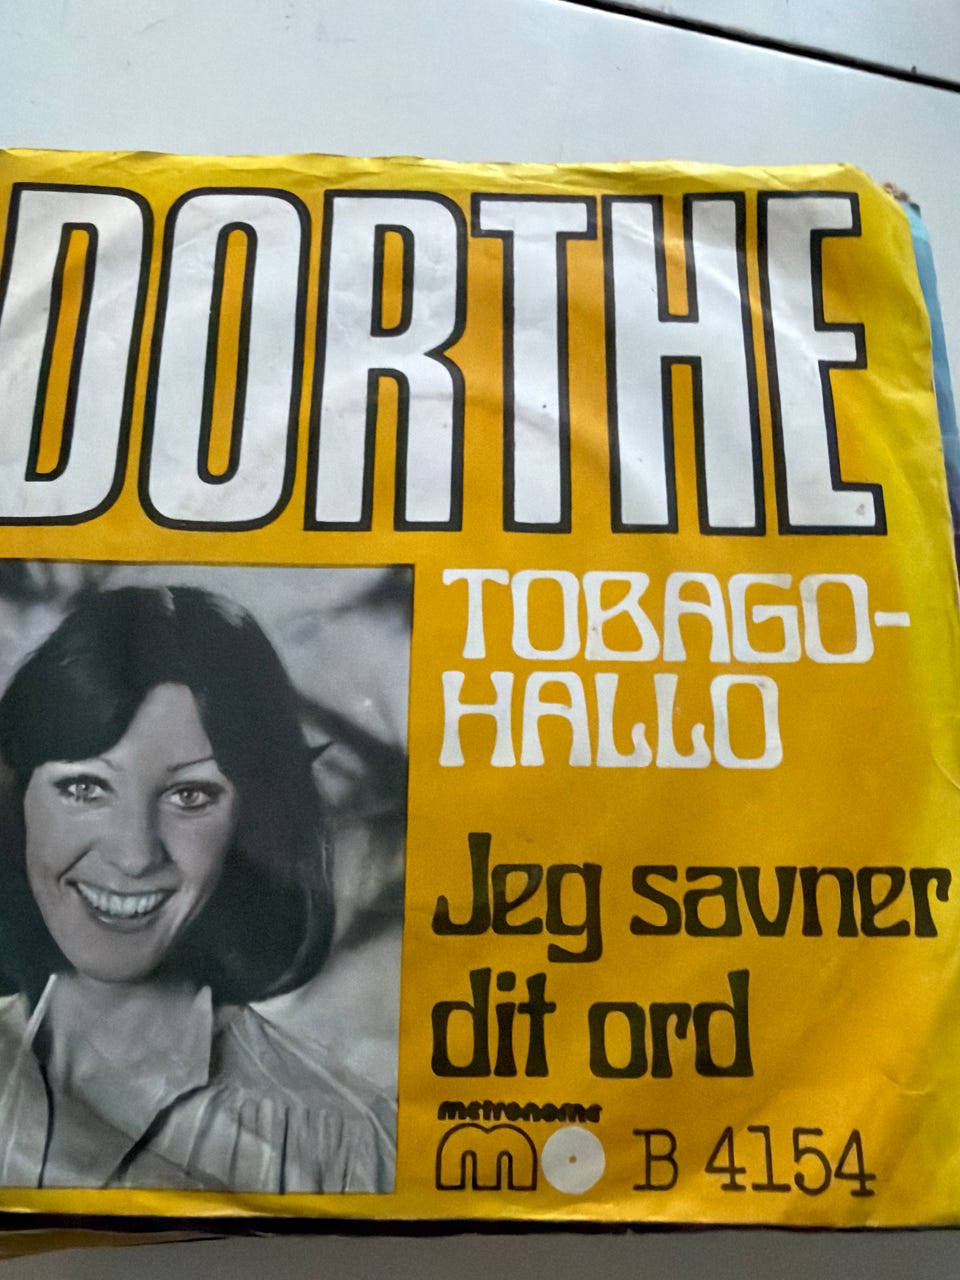 DORTHE
TOBAGO-
HALLO
Jeg savner
dit ord
metronome
m B 4154